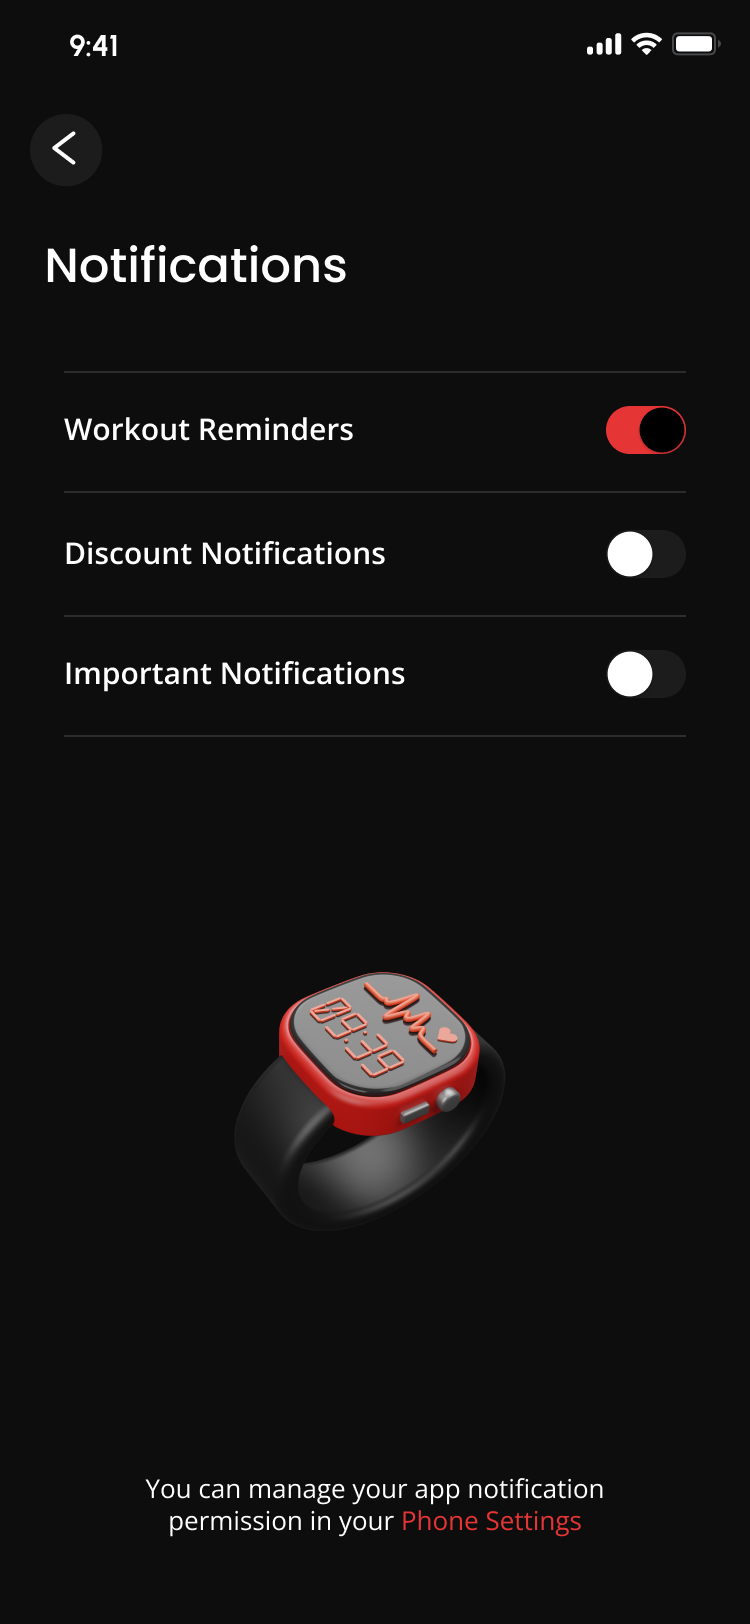 9:41
Notifications
Workout Reminders
Discount Notifications
Important Notifications
09:39
You can manage your app notification
permission in your Phone Settings